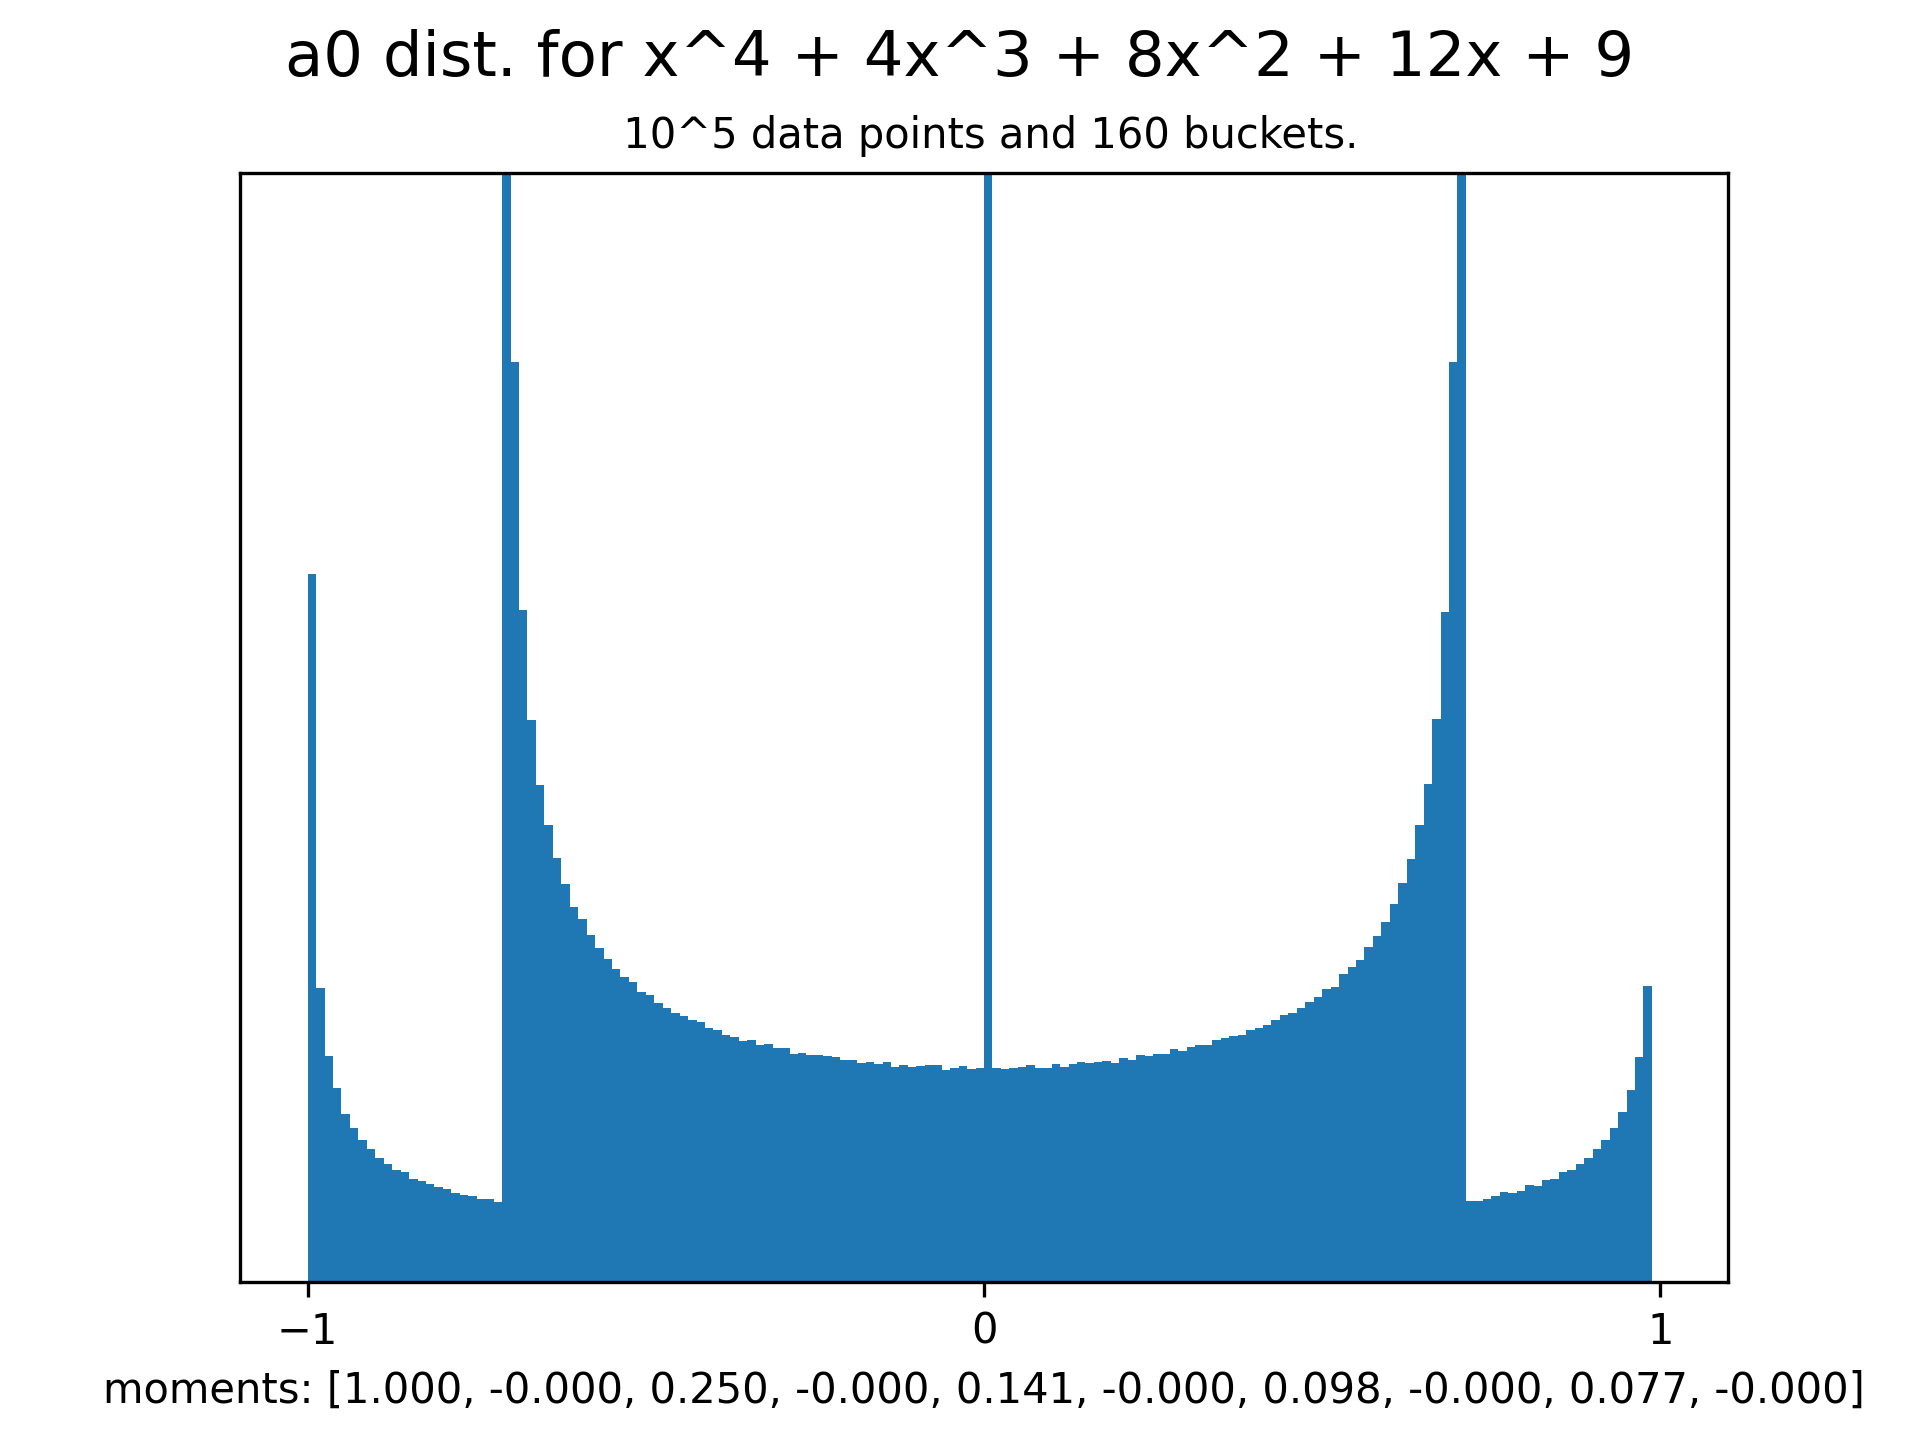 a0 dist. for x^4 + 4x^3 + 8x^2 + 12x + 9
10^5 data points and 160 buckets.
−1 0 1
moments: [1.000, -0.000, 0.250, -0.000, 0.141, -0.000, 0.098, -0.000, 0.077, -0.000]